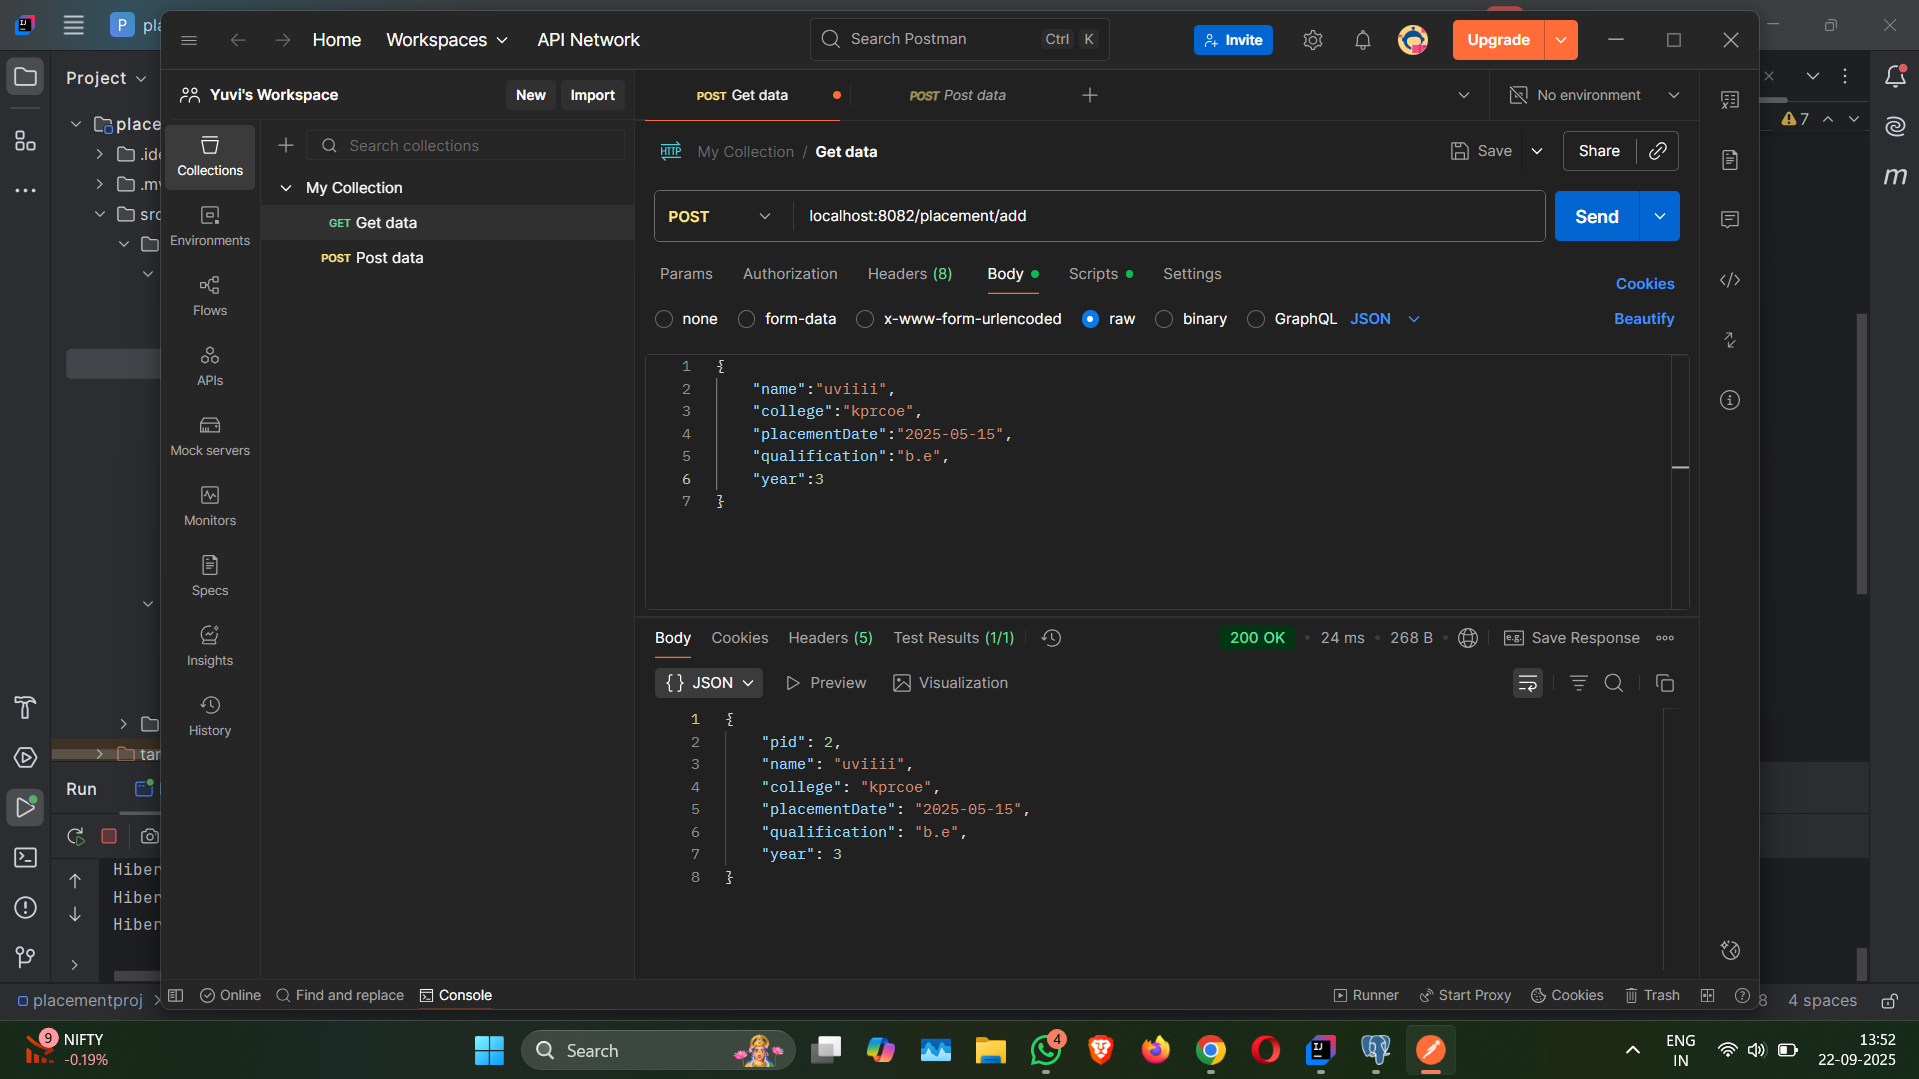 P
Project
place
.ide
src
tar
Run
Hiber
Hiber
Hiber
placementproj
Home
Workspaces
API Network
Search Postman
Ctrl
K
Invite
Upgrade
Yuvi's Workspace
New
Import
POST Get data
POST Post data
No environment
7
Collections
Environments
Flows
APIs
Mock servers
Monitors
Specs
Insights
History
Search collections
My Collection
GET Get data
POST Post data
HTTP
My Collection / Get data
Save
Share
m
POST
localhost:8082/placement/add
Send
Params
Authorization
Headers (8)
Body
Scripts
Settings
Cookies
none
form-data
x-www-form-urlencoded
raw
binary
GraphQL
JSON
Beautify
1 {
2 "name":"uviiii",
3 "college":"kprcoe",
4 "placementDate":"2025-05-15",
5 "qualification":"b.e",
6 "year":3
7 }
Body
Cookies
Headers (5)
Test Results (1/1)
200 OK
24 ms
268 B
e.g.
Save Response
{} JSON
Preview
Visualization
1 {
2 "pid": 2,
3 "name": "uviiii",
4 "college": "kprcoe",
5 "placementDate": "2025-05-15",
6 "qualification": "b.e",
7 "year": 3
8 }
Online
Find and replace
Console
Runner
Start Proxy
Cookies
Trash
8
4 spaces
9
NIFTY
-0.19%
Search
4
ENG
IN
13:52
22-09-2025